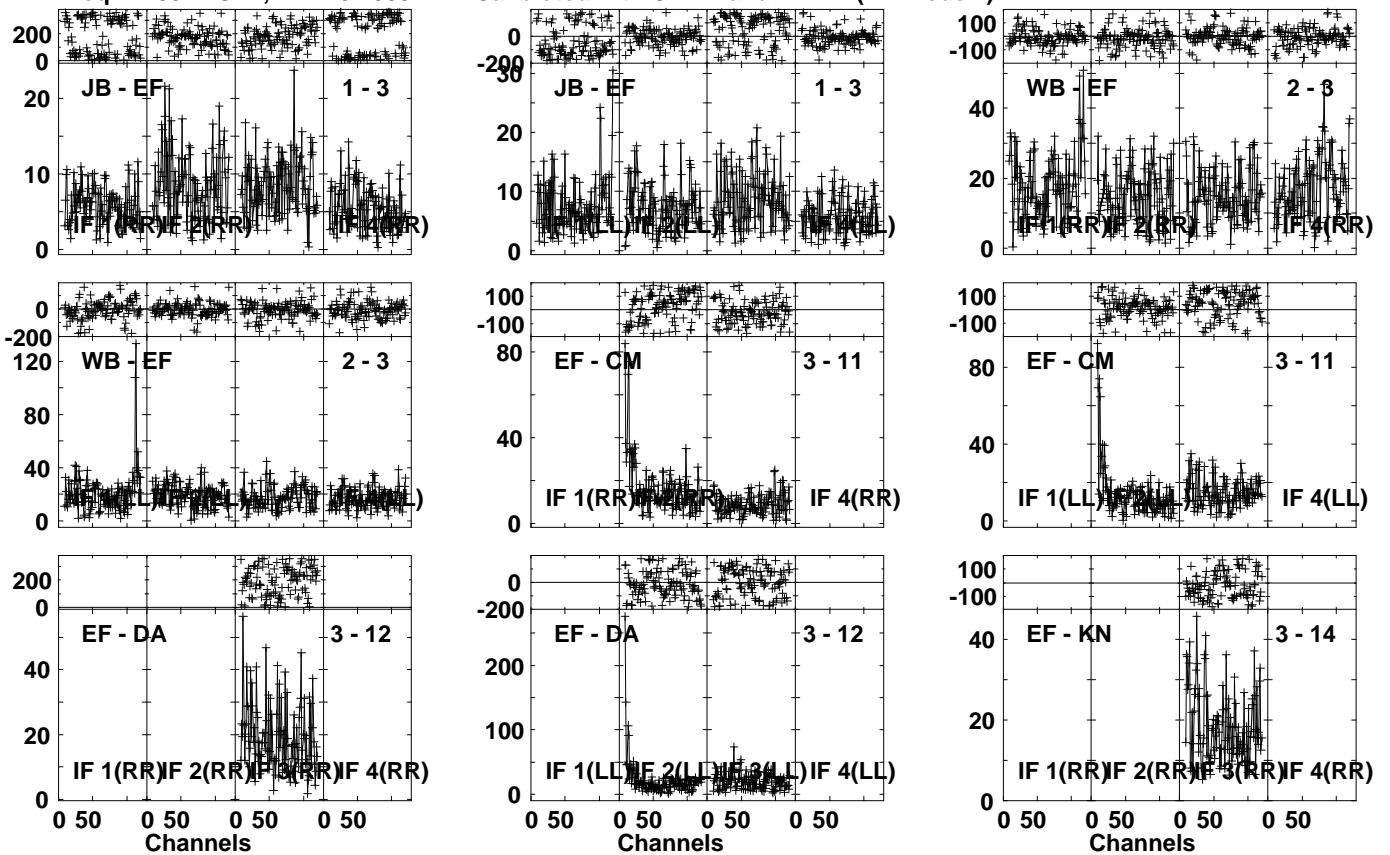 200
0
20
10
0
JB - EF
1 - 3
IF 1(RR)
IF 2(RR)
IF 4(RR)
0
-200
30
20
10
0
JB - EF
1 - 3
IF 1(LL)
IF 2(LL)
IF 4(LL)
100
-100
40
20
0
WB - EF
2 - 3
IF 1(RR)
IF 2(RR)
IF 4(RR)
0
-200
120
80
40
0
WB - EF
2 - 3
IF 1(LL)
IF 2(LL)
IF 4(LL)
100
-100
80
40
0
EF - CM
3 - 11
IF 1(RR)
IF 2(RR)
IF 4(RR)
100
-100
80
40
0
EF - CM
3 - 11
IF 1(LL)
IF 2(LL)
IF 4(LL)
200
0
40
20
0
EF - DA
3 - 12
IF 1(RR)
IF 2(RR)
IF 3(RR)
IF 4(RR)
0 50 0 50 0 50 0 50
Channels
0
-200
200
100
0
EF - DA
3 - 12
IF 1(LL)
IF 2(LL)
IF 3(LL)
IF 4(LL)
0 50 0 50 0 50 0 50
100
-100
40
20
0
EF - KN
3 - 14
IF 1(RR)
IF 2(RR)
IF 3(RR)
IF 4(RR)
0 50 0 50 0 50 0 50
Channels